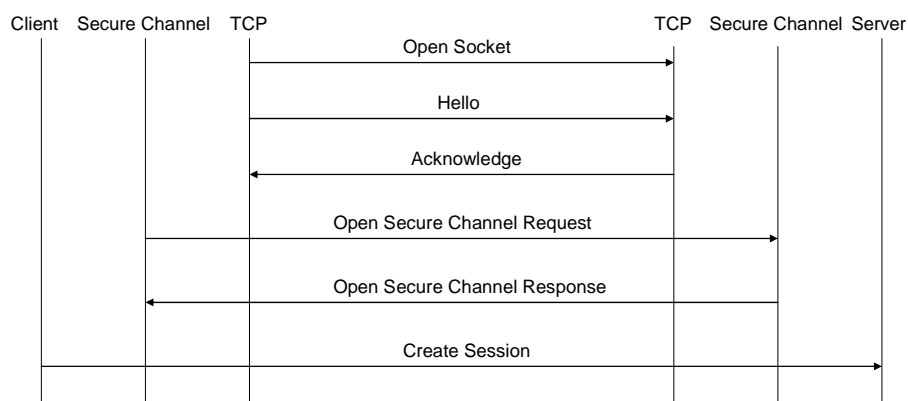 Client Secure Channel TCP TCP Secure Channel Server
Open Socket
Hello
Acknowledge
Open Secure Channel Request
Open Secure Channel Response
Create Session